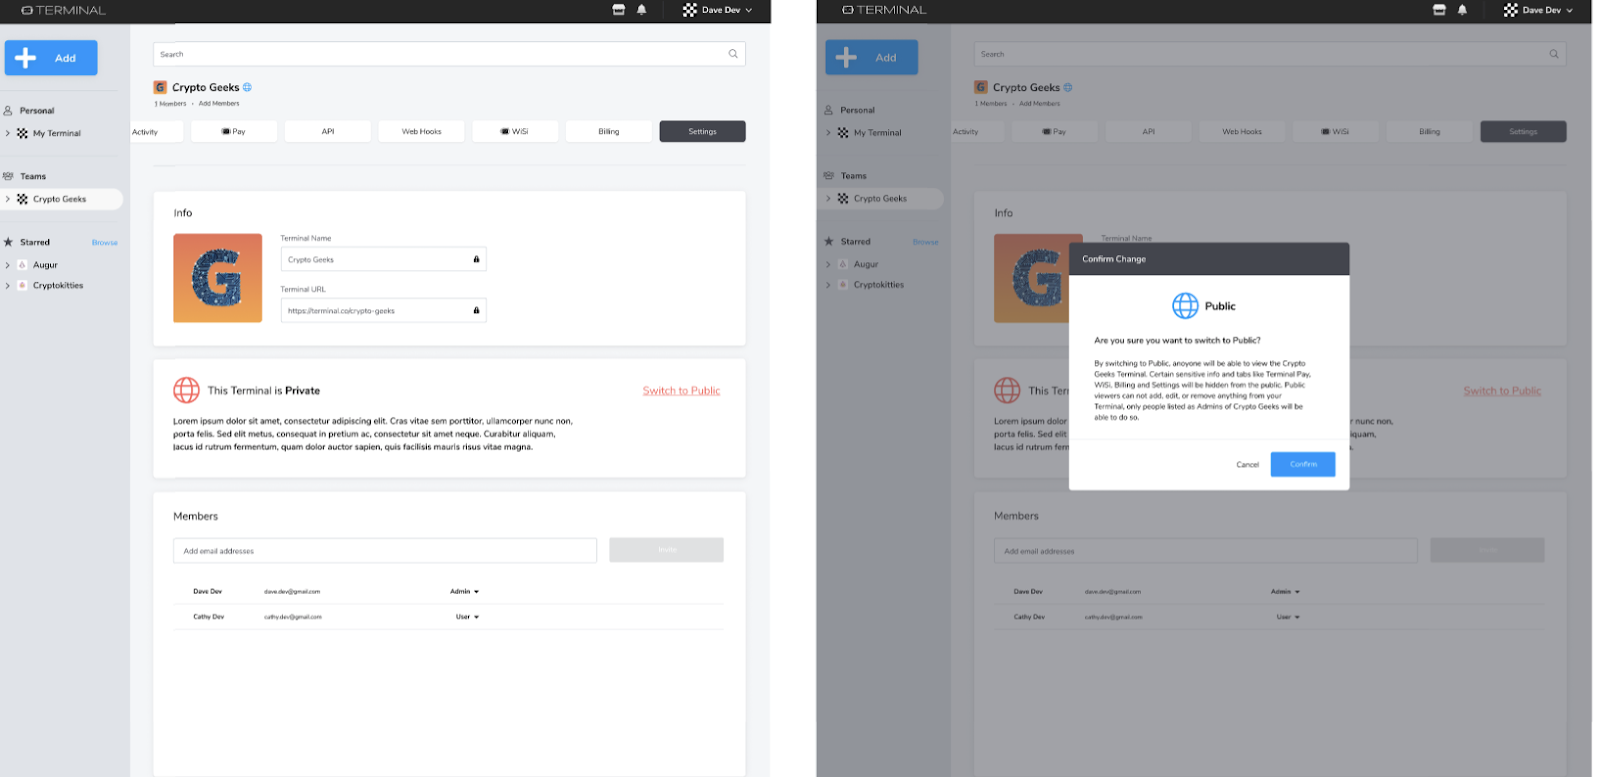 TERMINAL
Dave Dev
Add
Search
Crypto Geeks
3 Members • Add Members
Personal
My Terminal
Activity
Pay
API
Web Hooks
WiSi
Billing
Settings
Teams
Crypto Geeks
Starred
Browse
Augur
Cryptokitties
Info
G
Terminal Name
Crypto Geeks
Terminal URL
https://terminal.co/crypto-geeks
This Terminal is Private
Switch to Public
Lorem ipsum dolor sit amet, consectetur adipiscing elit. Cras vitae sem porttitor, ullamcorper nunc non,
porta felis. Sed elit metus, consequat in pretium ac, consectetur sit amet neque. Curabitur aliquam,
lacus id rutrum fermentum, quam dolor auctor sapien, quis facilisis mauris risus vitae magna.
Members
Add email addresses
Invite
Dave Dev
dave.dev@gmail.com
Admin
Cathy Dev
cathy.dev@gmail.com
User
TERMINAL
Dave Dev
Add
Search
Crypto Geeks
1 Members • Add Members
Personal
My Terminal
Activity
Pay
API
Web Hooks
WiSi
Billing
Settings
Teams
Crypto Geeks
Starred
Browse
Augur
Cryptokitties
Info
G
Terminal Name
Confirm Change
Public
Are you sure you want to switch to Public?
By switching to Public, anoyone will be able to view the Crypto
Geeks Terminal. Certain sensitive info and tabs like Terminal Pay,
WiSi, Billing and Settings will be hidden from the public. Public
viewers can not add, edit, or remove anything from your
Terminal, only people listed as Admins of Crypto Geeks will be
able to do so.
Cancel
Confirm
This Terr
Switch to Public
Lorem ipsum dol
r nunc non,
porta felis. Sed eli
iquam,
lacus id rutrum fer
Members
Add email addresses
Dave Dev
dave.dev@gmail.com
Admin
Cathy Dev
cathy.dev@gmail.com
User